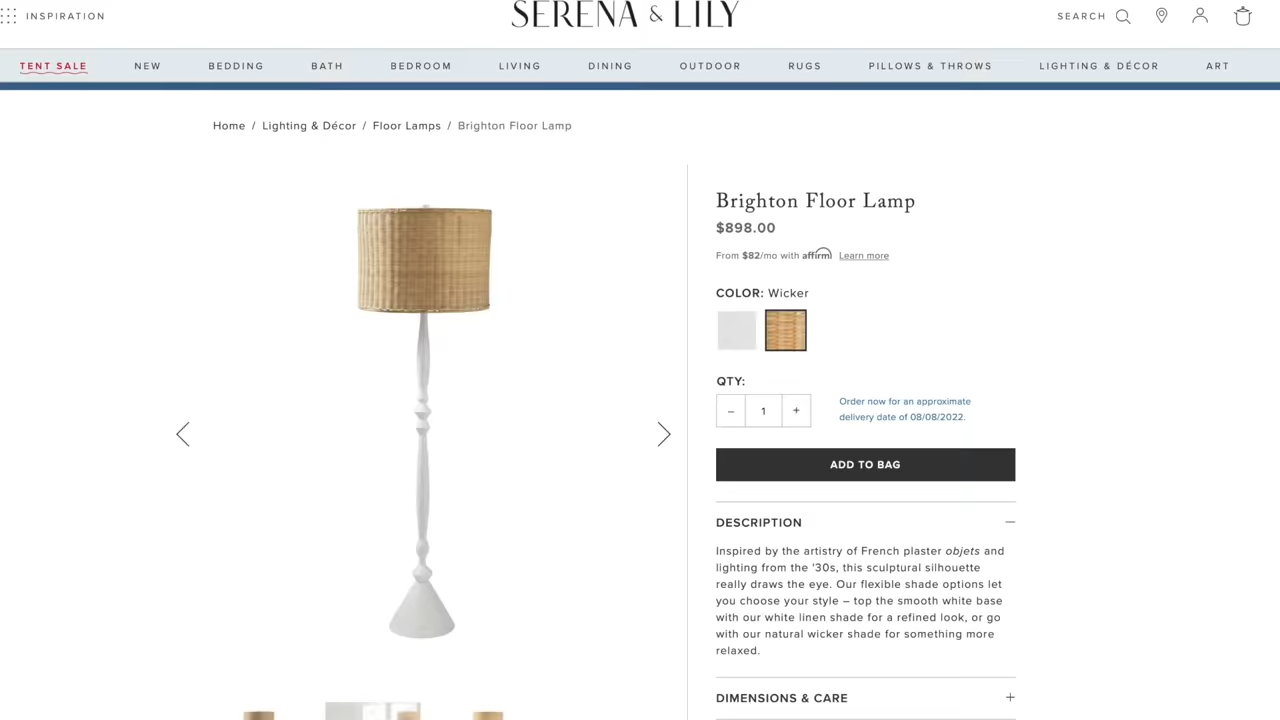 INSPIRATION
SERENA & LILY
SEARCH
TENT SALE NEW BEDDING BATH BEDROOM LIVING DINING OUTDOOR RUGS PILLOWS & THROWS LIGHTING & DÉCOR ART
Home / Lighting & Décor / Floor Lamps / Brighton Floor Lamp
Brighton Floor Lamp
$898.00
From $82/mo with affirm Learn more
COLOR: Wicker
QTY:
– 1 +
Order now for an approximate
delivery date of 08/08/2022.
ADD TO BAG
DESCRIPTION –
Inspired by the artistry of French plaster objets and
lighting from the '30s, this sculptural silhouette
really draws the eye. Our flexible shade options let
you choose your style – top the smooth white base
with our white linen shade for a refined look, or go
with our natural wicker shade for something more
relaxed.
DIMENSIONS & CARE +